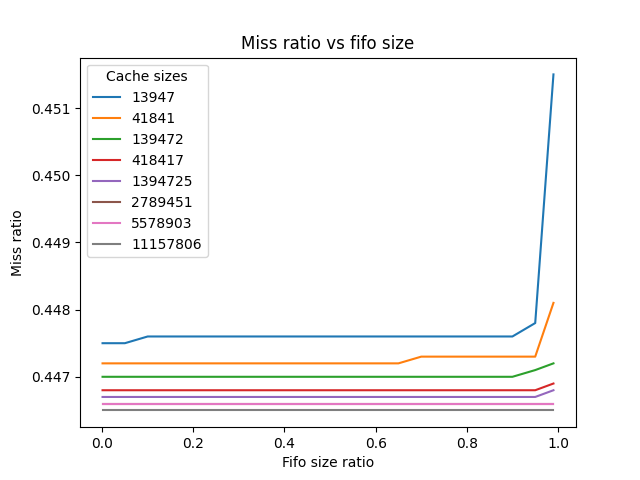 Miss ratio vs fifo size
Cache sizes
13947
41841
139472
418417
1394725
2789451
5578903
11157806
0.451
0.450
0.449
0.448
0.447
Miss ratio
0.0 0.2 0.4 0.6 0.8 1.0
Fifo size ratio